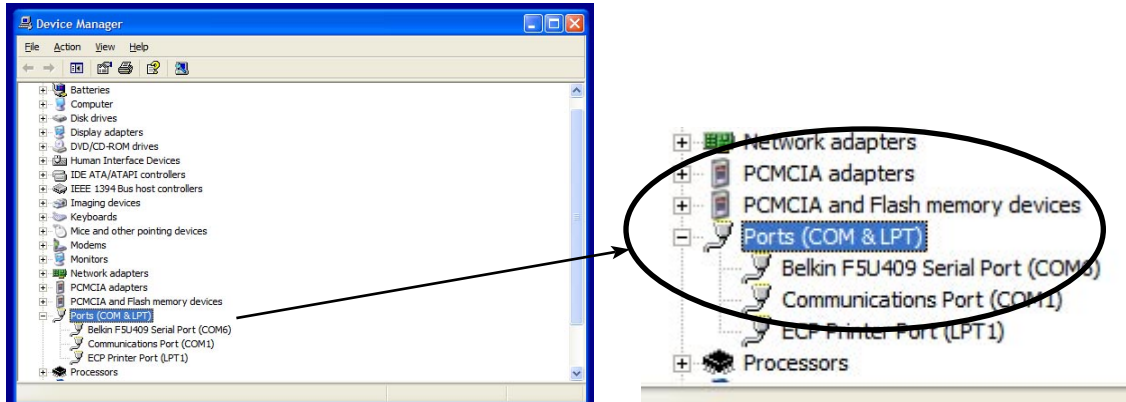 Device Manager
File Action View Help
Batteries
Computer
Disk drives
Display adapters
DVD/CD-ROM drives
Human Interface Devices
IDE ATA/ATAPI controllers
IEEE 1394 Bus host controllers
Imaging devices
Keyboards
Mice and other pointing devices
Modems
Monitors
Network adapters
PCMCIA adapters
PCMCIA and Flash memory devices
Ports (COM & LPT)
Belkin F5U409 Serial Port (COM6)
Communications Port (COM1)
ECP Printer Port (LPT1)
Processors
Network adapters
PCMCIA adapters
PCMCIA and Flash memory devices
Ports (COM & LPT)
Belkin F5U409 Serial Port (COM6)
Communications Port (COM1)
ECP Printer Port (LPT1)
Processors